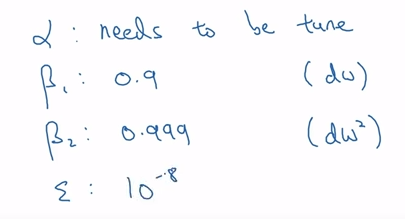 α : needs to be tune
β₁ : 0.9 (dw)
β₂ : 0.999 (dw²)
ε : 10⁻⁸